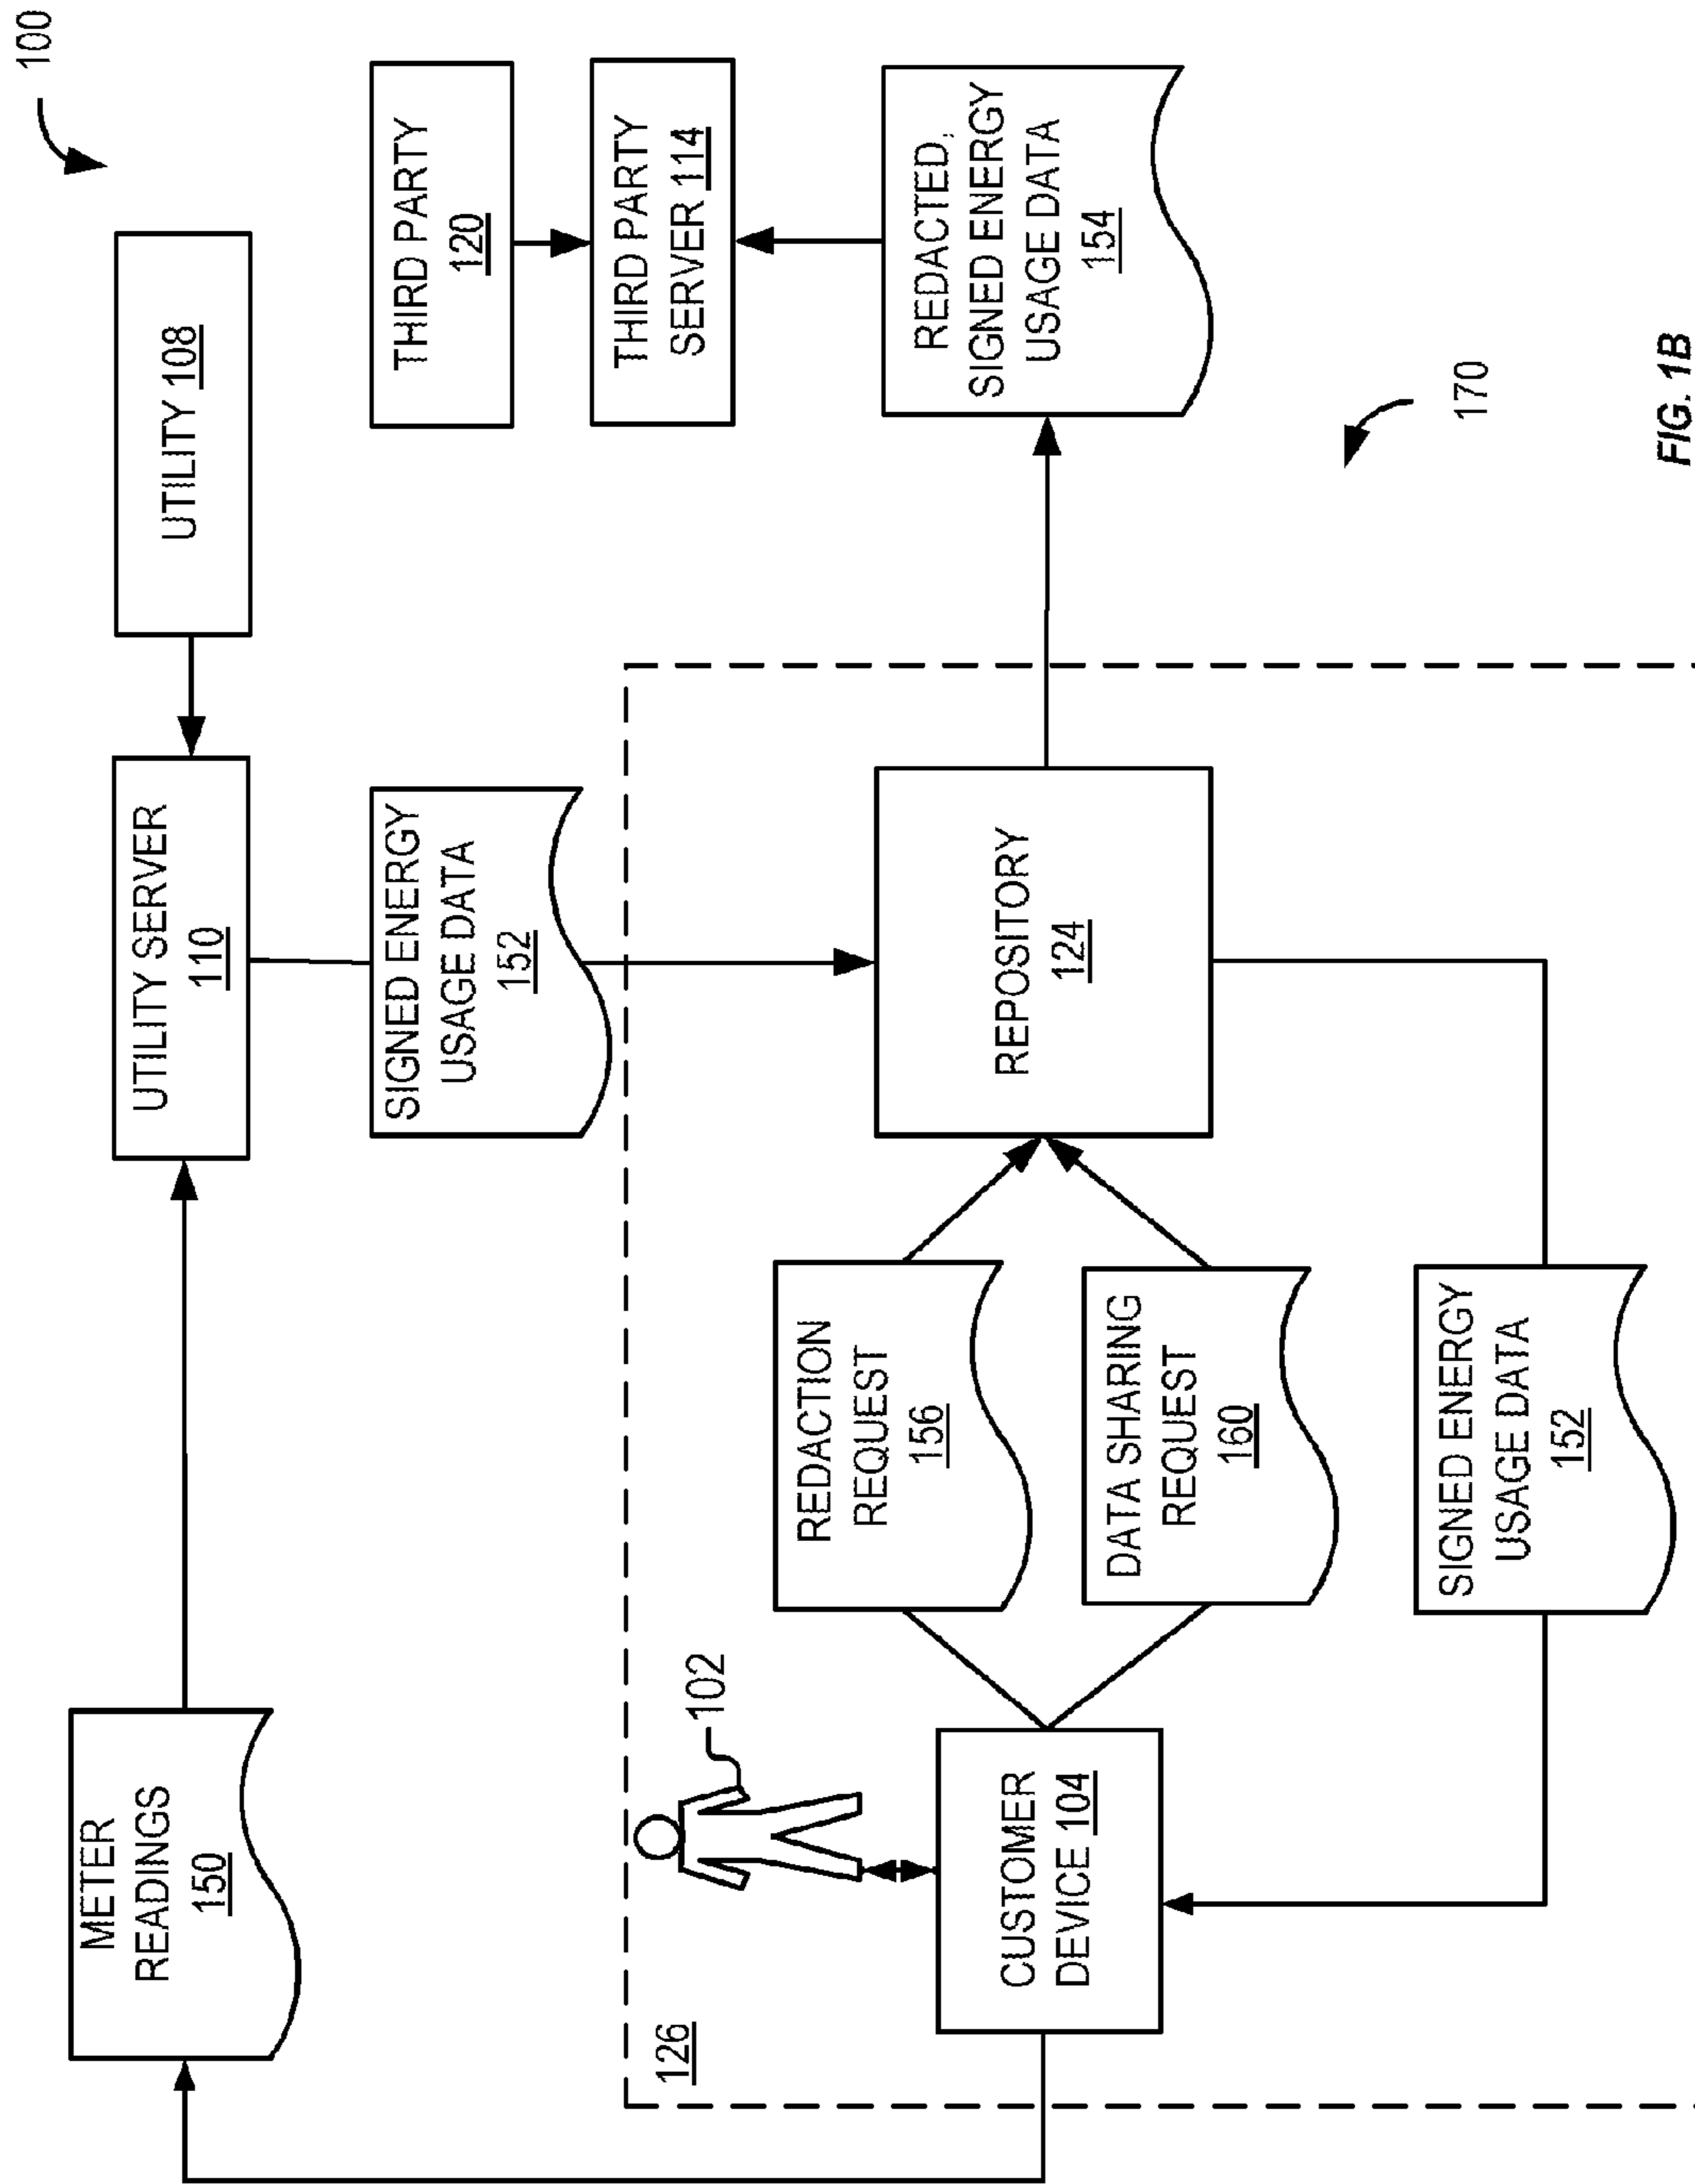 100
METER
READINGS
150
UTILITY SERVER
110
UTILITY 108
SIGNED ENERGY
USAGE DATA
152
THIRD PARTY
120
THIRD PARTY
SERVER 114
126
102
CUSTOMER
DEVICE 104
REDACTION
REQUEST
156
DATA SHARING
REQUEST
160
REPOSITORY
124
REDACTED,
SIGNED ENERGY
USAGE DATA
154
SIGNED ENERGY
USAGE DATA
152
170
FIG. 1B